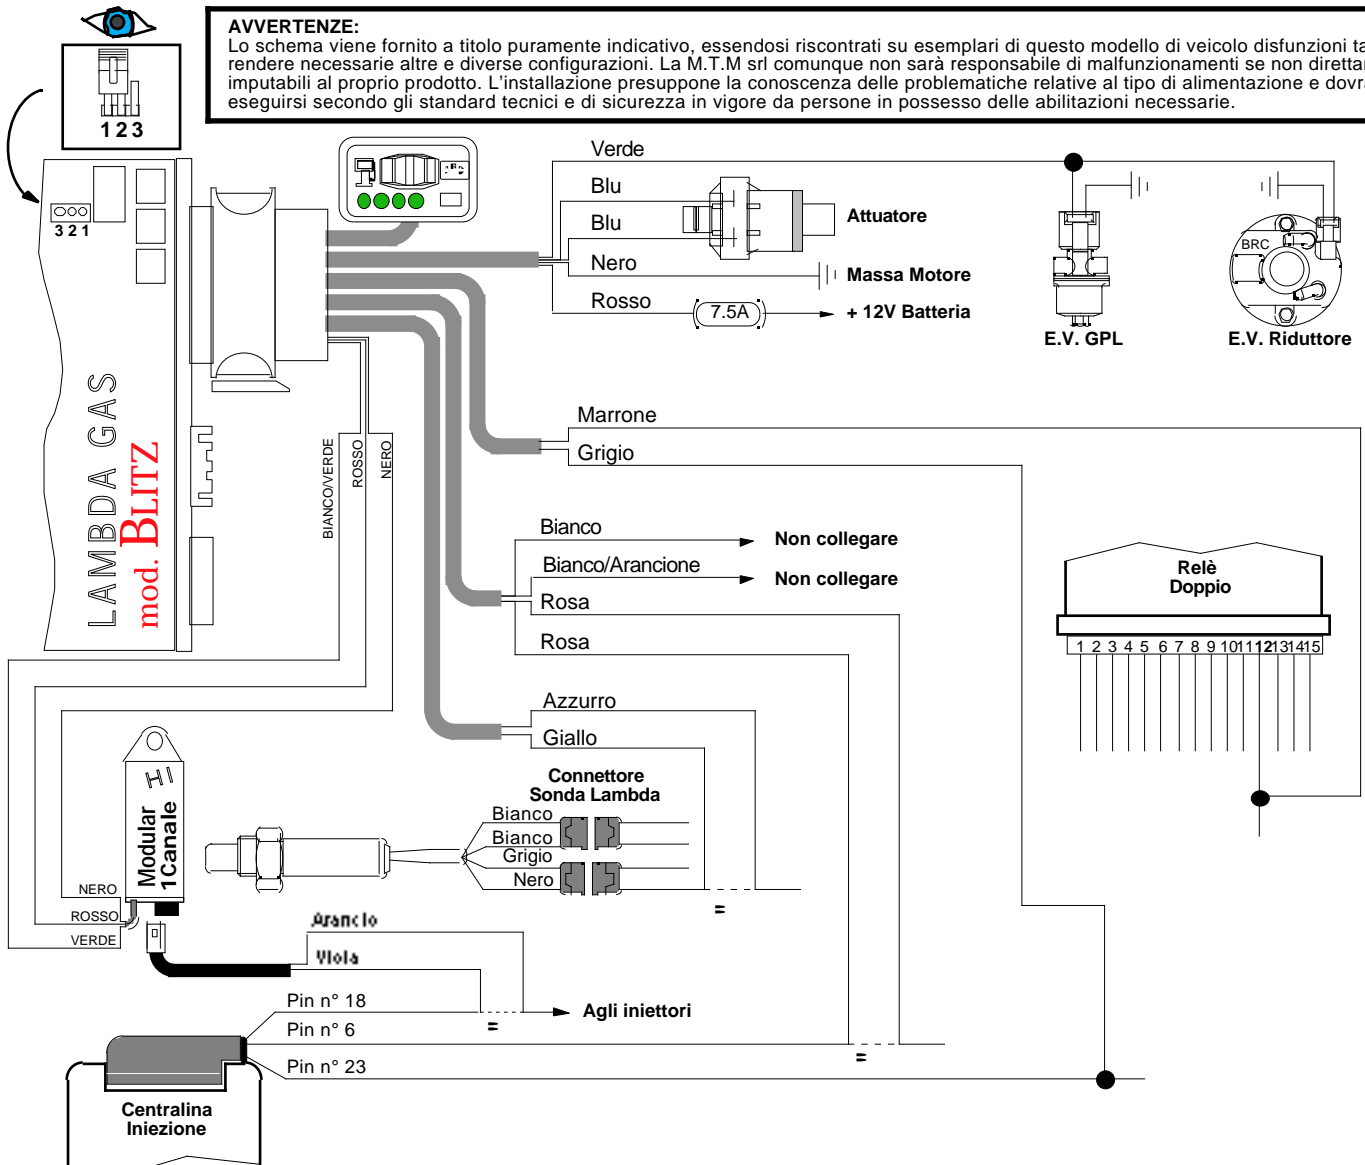 AVVERTENZE:
Lo schema viene fornito a titolo puramente indicativo, essendosi riscontrati su esemplari di questo modello di veicolo disfunzioni ta
rendere necessarie altre e diverse configurazioni. La M.T.M srl comunque non sarà responsabile di malfunzionamenti se non direttar
imputabili al proprio prodotto. L'installazione presuppone la conoscenza delle problematiche relative al tipo di alimentazione e dovrà
eseguirsi secondo gli standard tecnici e di sicurezza in vigore da persone in possesso delle abilitazioni necessarie.
1 2 3
3 2 1
Verde
Blu
Attuatore
Blu
Nero
Massa Motore
Rosso
7.5A
+ 12V Batteria
E.V. GPL
BRC
E.V. Riduttore
LAMBDA GAS
mod. BLITZ
BIANCO/VERDE
ROSSO
NERO
Marrone
Grigio
Bianco
Non collegare
Bianco/Arancione
Non collegare
Rosa
Rosa
Relè
Doppio
1 2 3 4 5 6 7 8 9 10 11 12 13 14 15
Azzurro
Giallo
Connettore
Sonda Lambda
Bianco
Bianco
Grigio
Nero
HI
Modular
1Canale
NERO
ROSSO
VERDE
Arancio
Viola
Pin n° 18
Agli iniettori
Pin n° 6
Pin n° 23
Centralina
Iniezione